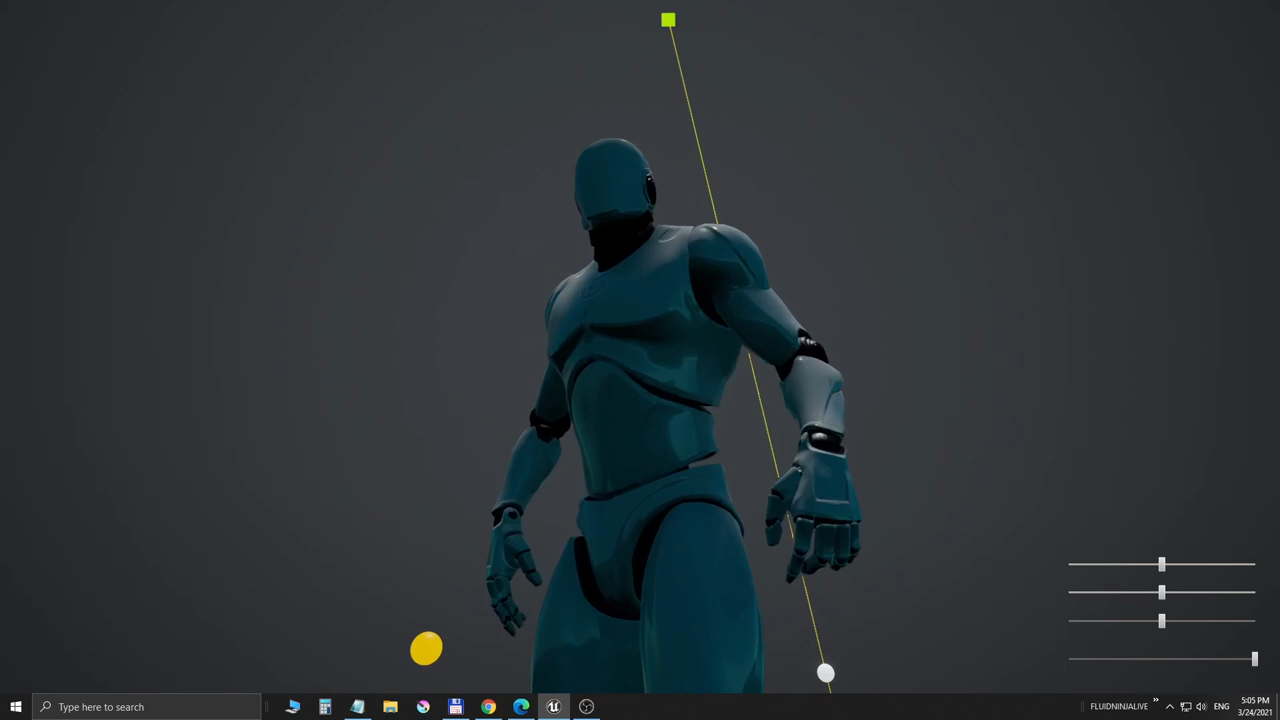 Type here to search
FLUIDNINJALIVE
ENG
5:05 PM
3/24/2021